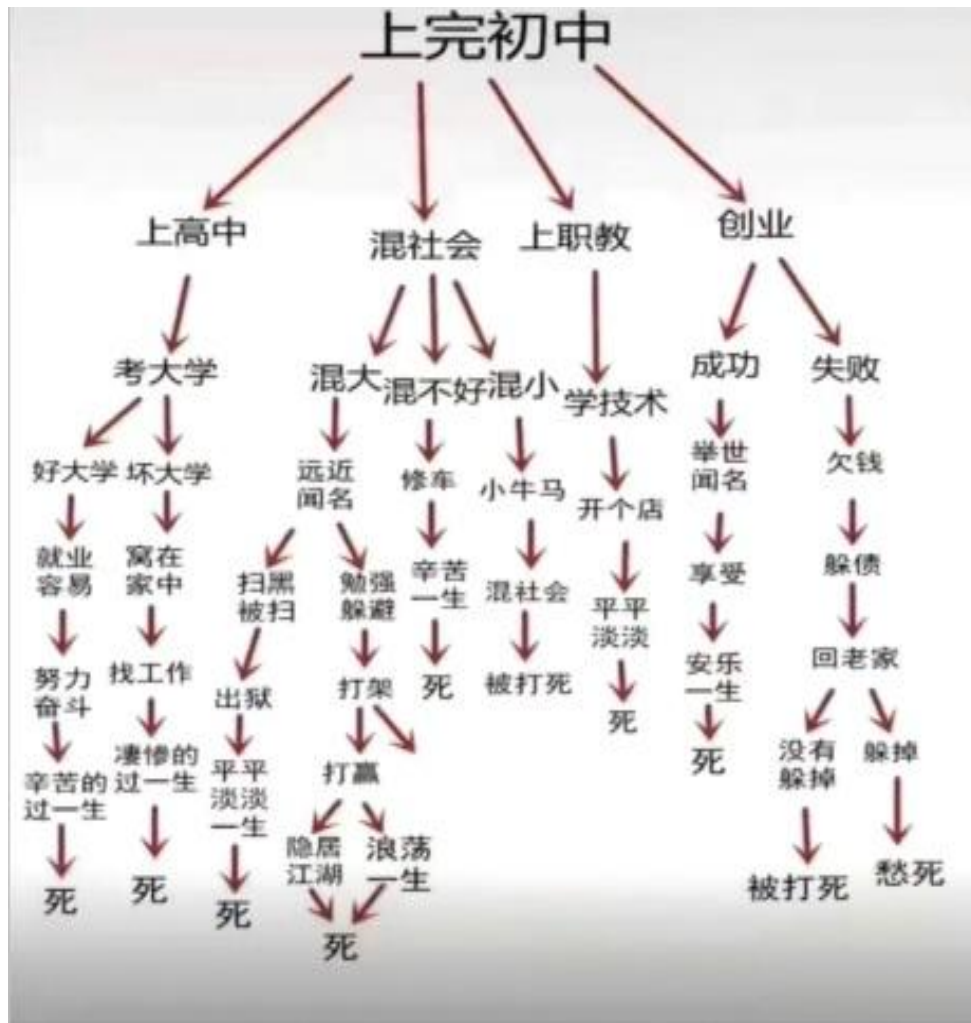 上完初中
上高中
混社会
上职教
创业
考大学
混大
混不好
混小
学技术
成功
失败
好大学
坏大学
远近
闻名
修车
小牛马
开个店
举世
闻名
欠钱
就业
容易
窝在
家中
扫黑
被扫
勉强
躲避
辛苦
一生
混社会
平平
淡淡
享受
躲债
努力
奋斗
找工作
出狱
打架
死
被打死
死
安乐
一生
回老家
辛苦的
过一生
凄惨的
过一生
平平
淡淡
一生
打赢
死
没有
躲掉
躲掉
死
死
死
隐居
江湖
浪荡
一生
死
被打死
愁死